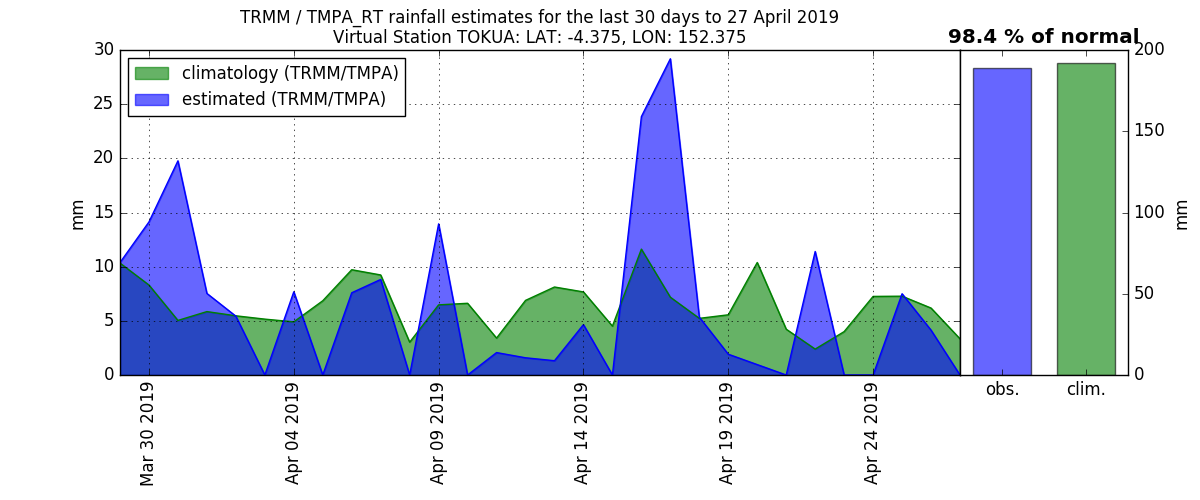 TRMM / TMPA_RT rainfall estimates for the last 30 days to 27 April 2019
Virtual Station TOKUA: LAT: -4.375, LON: 152.375
98.4 % of normal
climatology (TRMM/TMPA)
estimated (TRMM/TMPA)
mm
30
25
20
15
10
5
0
Mar 30 2019
Apr 04 2019
Apr 09 2019
Apr 14 2019
Apr 19 2019
Apr 24 2019
200
150
100
50
0
mm
obs.
clim.